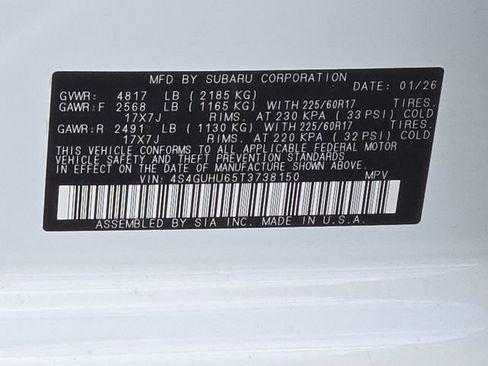 MFD BY SUBARU CORPORATION
GVWR: 4817 LB (2185 KG) DATE: 01/26
GAWR:F 2568 LB (1165 KG) WITH 225/60R17 TIRES.
17X7J RIMS. AT 230 KPA (33 PSI) COLD
GAWR:R 2491 LB (1130 KG) WITH 225/60R17 TIRES.
17X7J RIMS. AT 220 KPA (32 PSI) COLD
THIS VEHICLE CONFORMS TO ALL APPLICABLE FEDERAL MOTOR
VEHICLE SAFETY AND THEFT PREVENTION STANDARDS
IN EFFECT ON THE DATE OF MANUFACTURE SHOWN ABOVE.
VIN: 4S4GUHU65T3738150 MPV
ASSEMBLED BY SIA INC. MADE IN U.S.A.